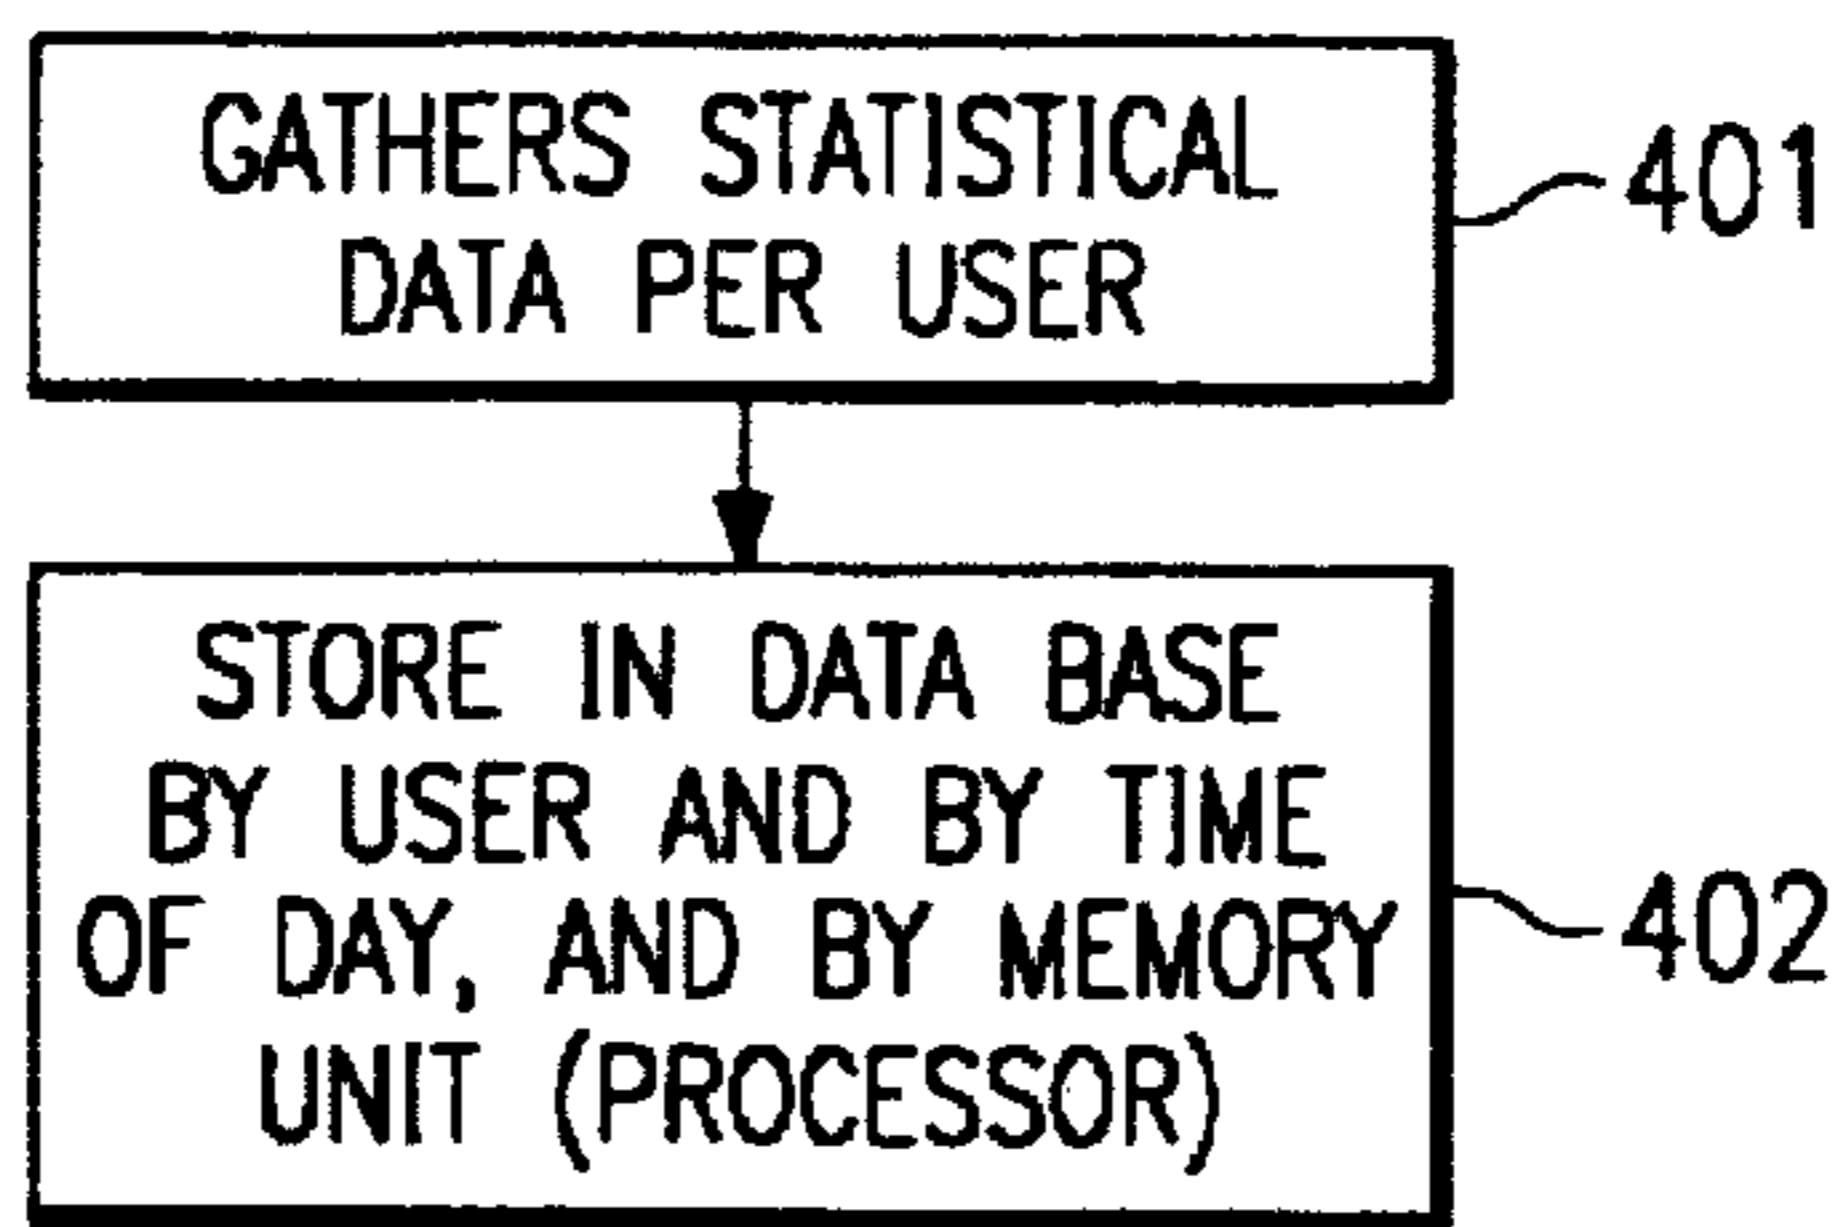 GATHERS STATISTICAL
DATA PER USER
401
STORE IN DATA BASE
BY USER AND BY TIME
OF DAY, AND BY MEMORY
UNIT (PROCESSOR)
402